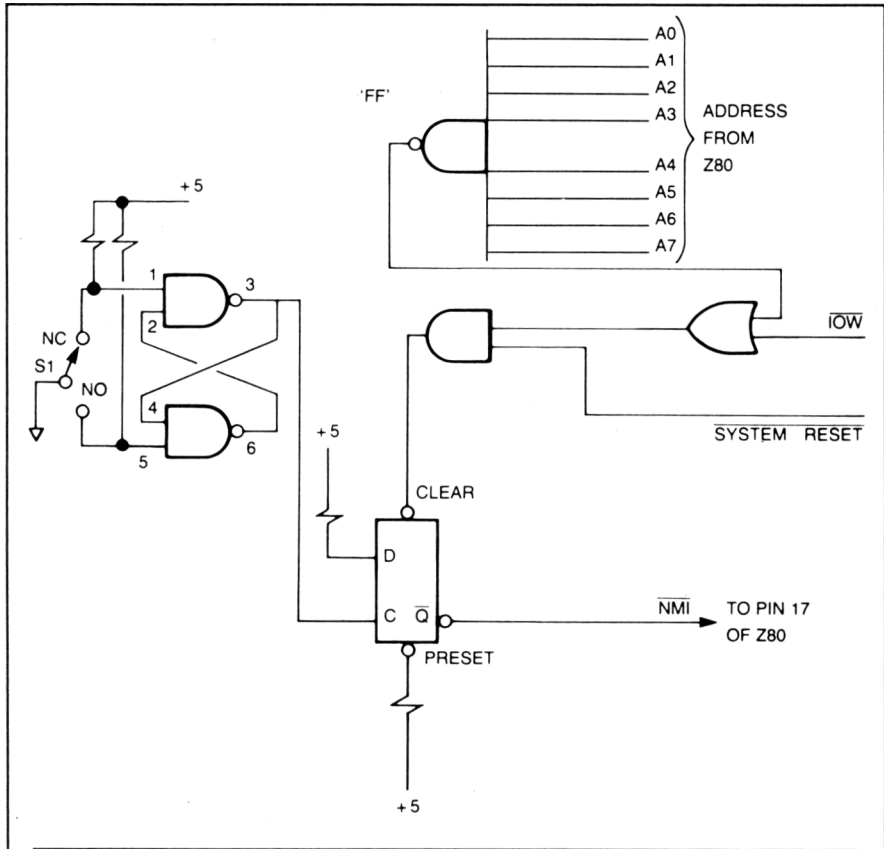 A0
A1
A2
'FF'
A3
ADDRESS
FROM
Z80
A4
A5
A6
A7
+5
1
3
2
NC
S1
NO
4
5
6
IOW
SYSTEM RESET
+5
CLEAR
D
C
Q
NMI
TO PIN 17
OF Z80
PRESET
+5